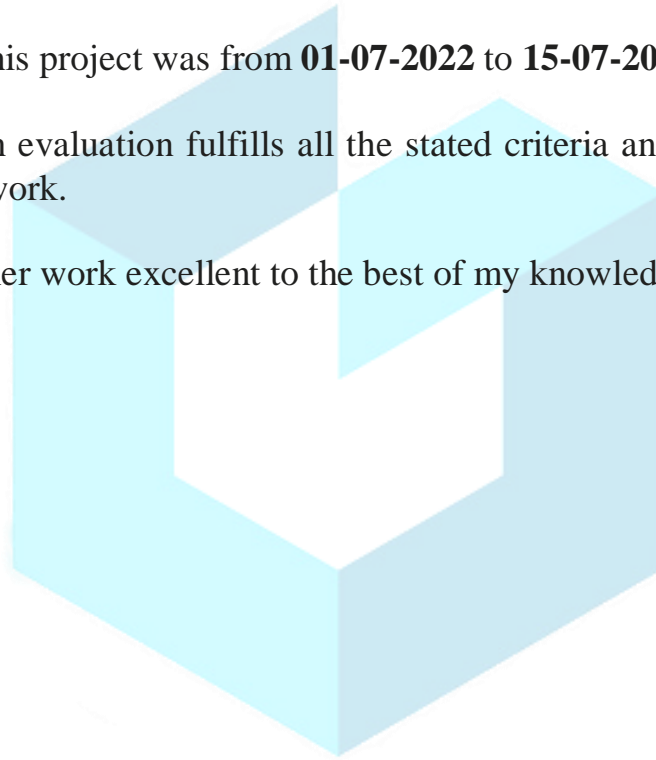 his project was from 01-07-2022 to 15-07-20
n evaluation fulfills all the stated criteria an
work.
her work excellent to the best of my knowled